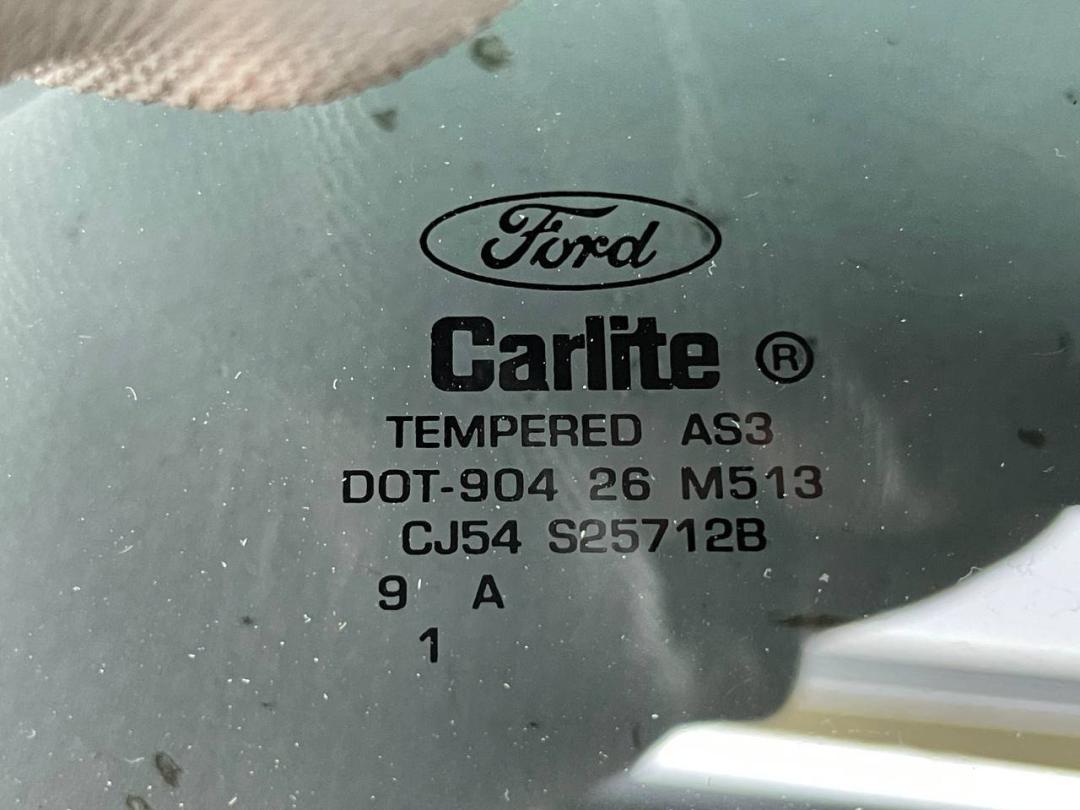 Ford
Carlite ®
TEMPERED AS3
DOT-904 26 M513
CJ54 S25712B
9 A
1